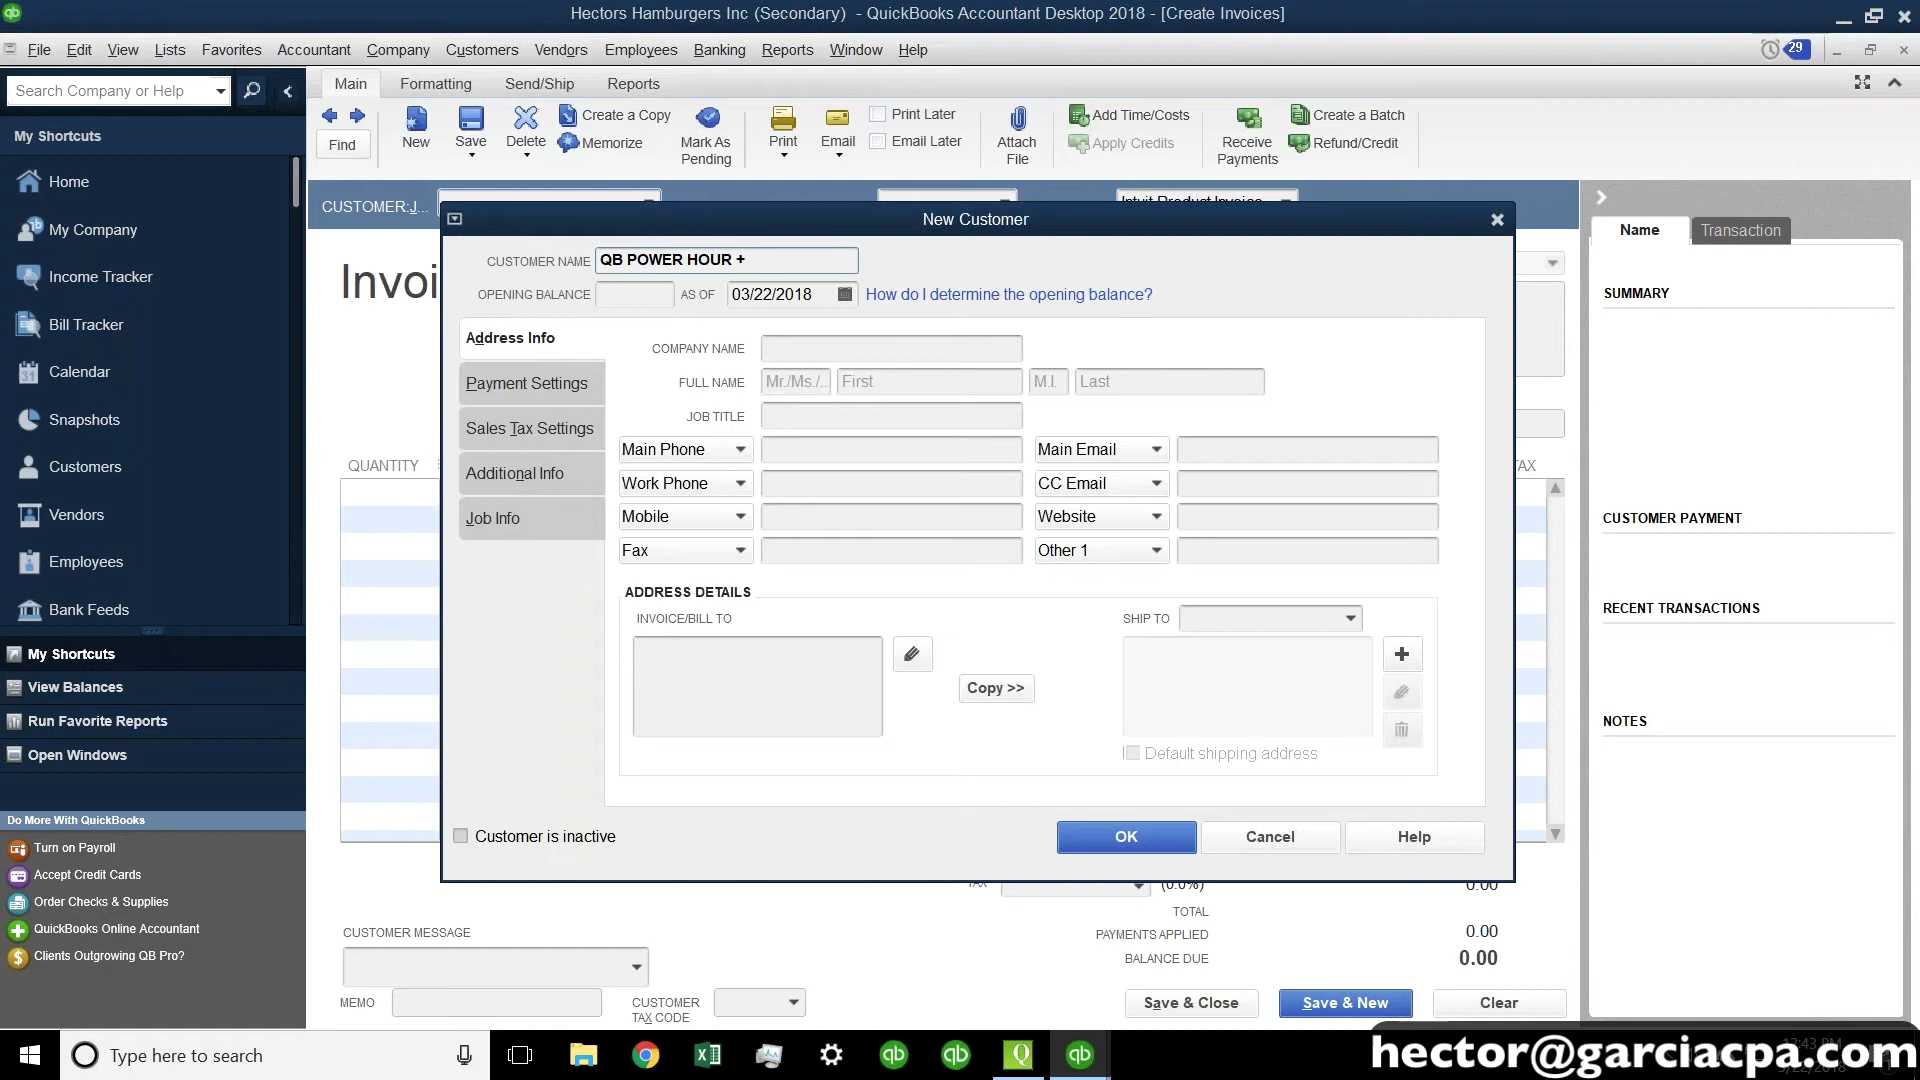 Hectors Hamburgers Inc (Secondary) - QuickBooks Accountant Desktop 2018 - [Create Invoices]
File Edit View Lists Favorites Accountant Company Customers Vendors Employees Banking Reports Window Help 29
Search Company or Help
Main Formatting Send/Ship Reports
Find
New
Save
Delete
Create a Copy
Memorize
Mark As
Pending
Print
Email
Print Later
Email Later
Attach
File
Add Time/Costs
Apply Credits
Receive
Payments
Create a Batch
Refund/Credit
My Shortcuts
Home
My Company
Income Tracker
Bill Tracker
Calendar
Snapshots
Customers
Vendors
Employees
Bank Feeds
My Shortcuts
View Balances
Run Favorite Reports
Open Windows
Do More With QuickBooks
Turn on Payroll
Accept Credit Cards
Order Checks & Supplies
QuickBooks Online Accountant
Clients Outgrowing QB Pro?
CUSTOMER:J...
Intuit Product Invoice
Invoi
QUANTITY
TAX
New Customer
CUSTOMER NAME QB POWER HOUR +
OPENING BALANCE AS OF 03/22/2018 How do I determine the opening balance?
Address Info
Payment Settings
Sales Tax Settings
Additional Info
Job Info
COMPANY NAME
FULL NAME Mr./Ms./.. First M.I. Last
JOB TITLE
Main Phone Main Email
Work Phone CC Email
Mobile Website
Fax Other 1
ADDRESS DETAILS
INVOICE/BILL TO SHIP TO
Copy >>
Default shipping address
Customer is inactive
OK Cancel Help
TAX (0.0%) 0.00
TOTAL
PAYMENTS APPLIED 0.00
BALANCE DUE 0.00
CUSTOMER MESSAGE
MEMO
CUSTOMER
TAX CODE
Save & Close Save & New Clear
Name Transaction
SUMMARY
CUSTOMER PAYMENT
RECENT TRANSACTIONS
NOTES
Type here to search
hector@garciacpa.com